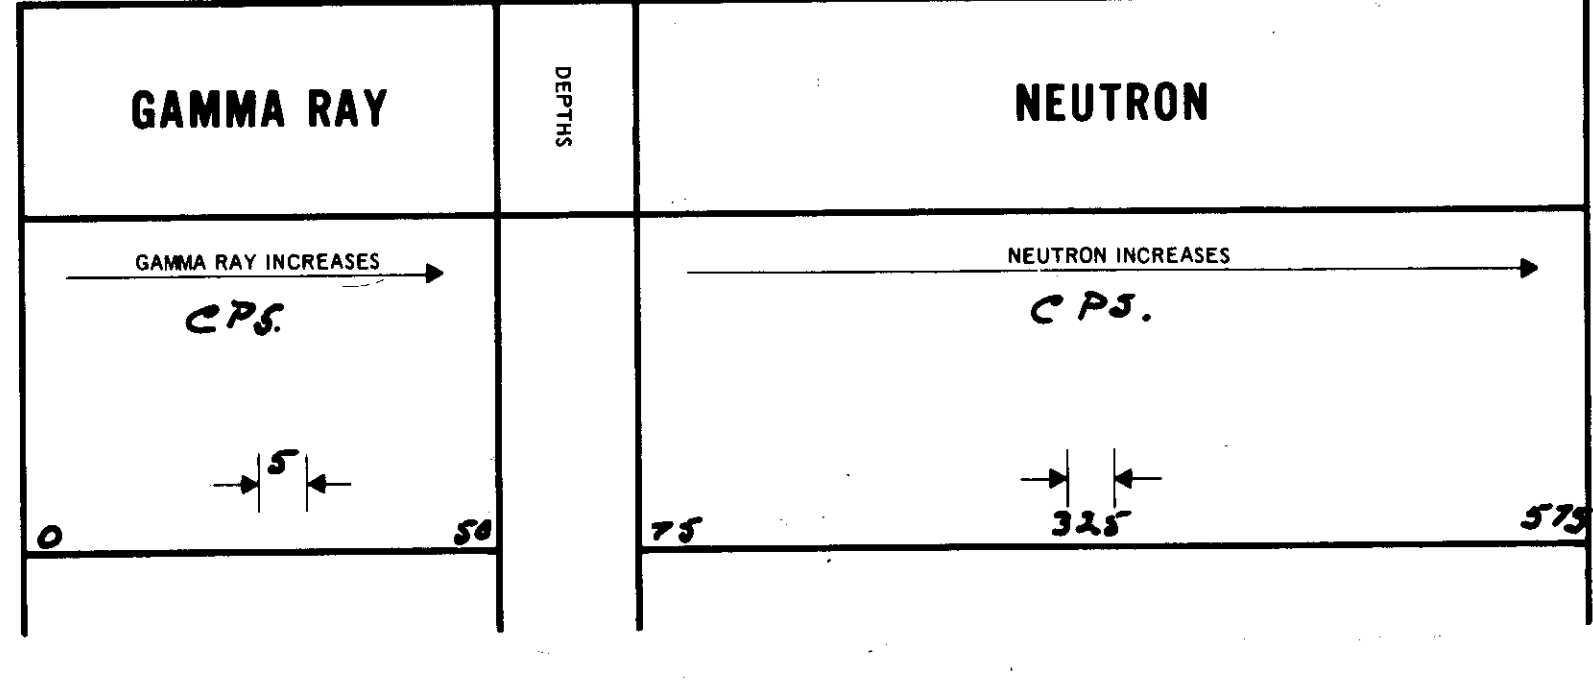 GAMMA RAY
DEPTHS
NEUTRON
GAMMA RAY INCREASES
CPS.
NEUTRON INCREASES
CPS.
5
0
50
75
325
575